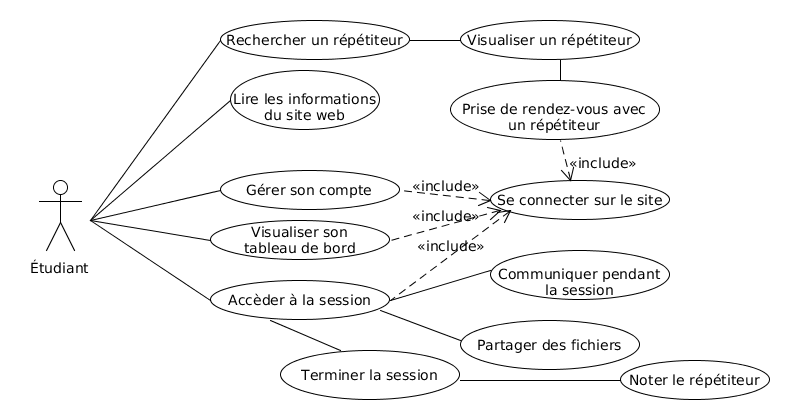 Rechercher un répétiteur
Visualiser un répétiteur
Lire les informations
du site web
Prise de rendez-vous avec
un répétiteur
«include»
Gérer son compte
«include»
Se connecter sur le site
Visualiser son
tableau de bord
«include»
«include»
Étudiant
Accèder à la session
Communiquer pendant
la session
Partager des fichiers
Terminer la session
Noter le répétiteur